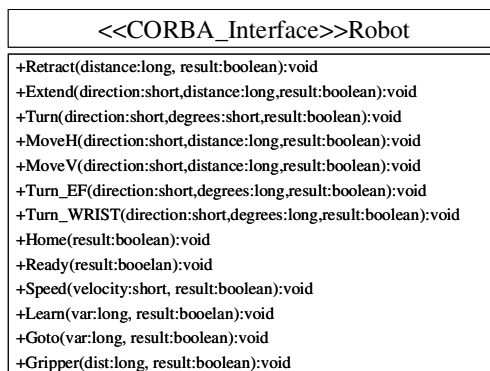 <<CORBA_Interface>>Robot
+Retract(distance:long, result:boolean):void
+Extend(direction:short,distance:long,result:boolean):void
+Turn(direction:short,degrees:short,result:boolean):void
+MoveH(direction:short,distance:long,result:boolean):void
+MoveV(direction:short,distance:long,result:boolean):void
+Turn_EF(direction:short,degrees:long,result:boolean):void
+Turn_WRIST(direction:short,degrees:long,result:boolean):void
+Home(result:boolean):void
+Ready(result:booelan):void
+Speed(velocity:short, result:boolean):void
+Learn(var:long, result:booelan):void
+Goto(var:long, result:boolean):void
+Gripper(dist:long, result:boolean):void